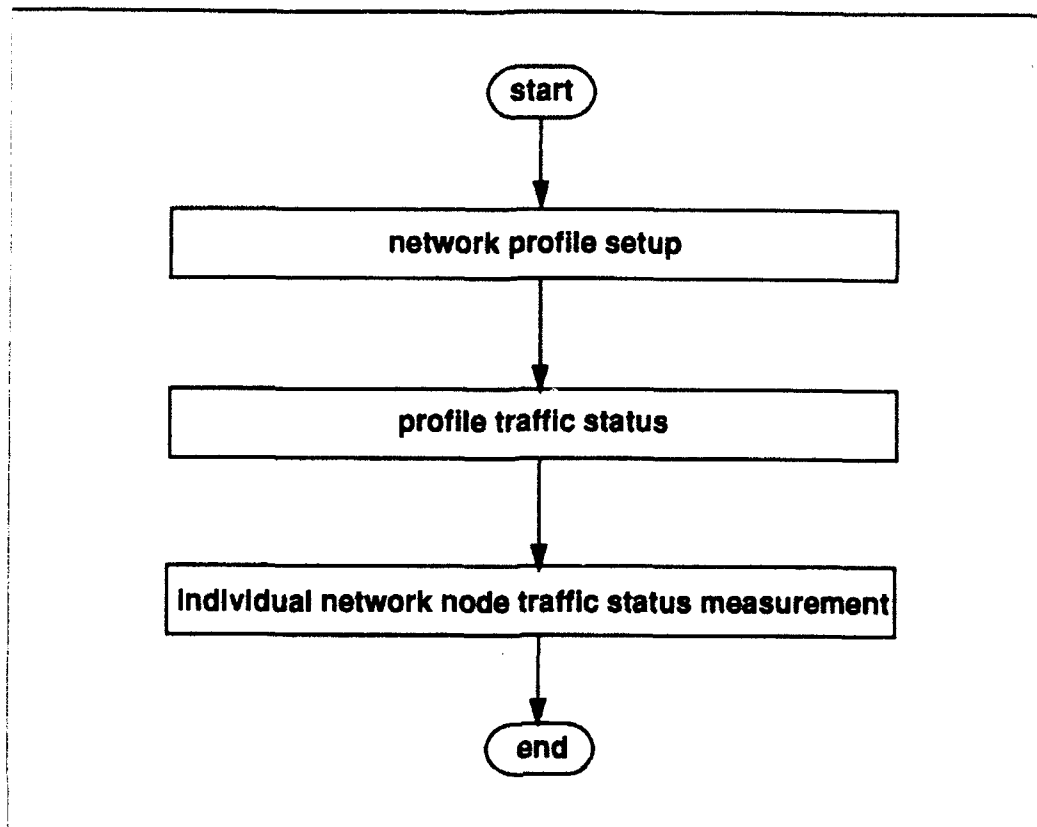 start
network profile setup
profile traffic status
individual network node traffic status measurement
end